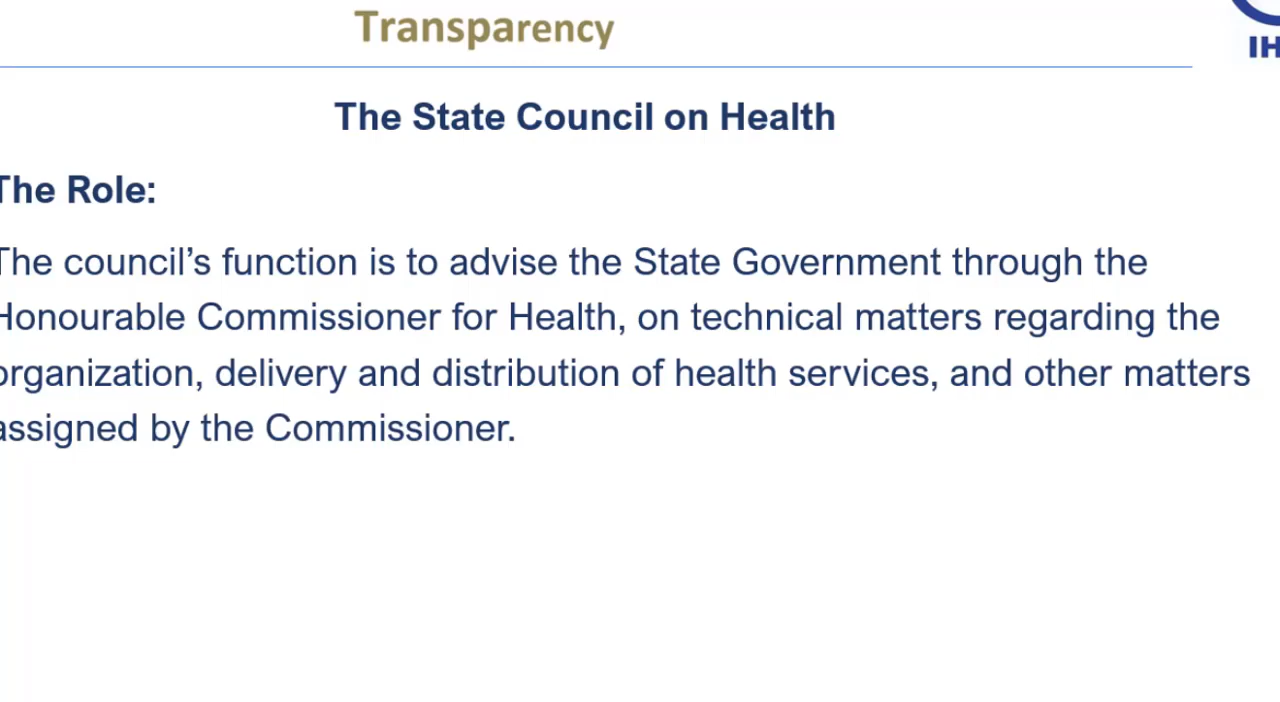 Transparency
IH
The State Council on Health
The Role:
The council’s function is to advise the State Government through the
Honourable Commissioner for Health, on technical matters regarding the
organization, delivery and distribution of health services, and other matters
assigned by the Commissioner.